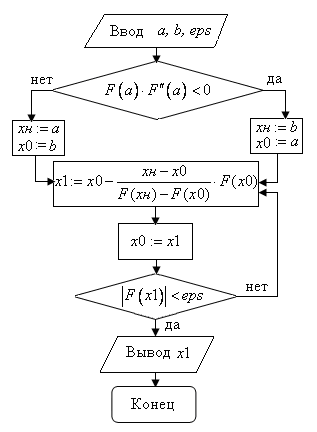 Ввод a, b, eps
нет
да
F(a) · F"(a) < 0
xн := a
x0 := b
xн := b
x0 := a
x1 := x0 - \frac{xн - x0}{F(xн) - F(x0)} · F(x0)
x0 := x1
|F(x1)| < eps
нет
да
Вывод x1
Конец